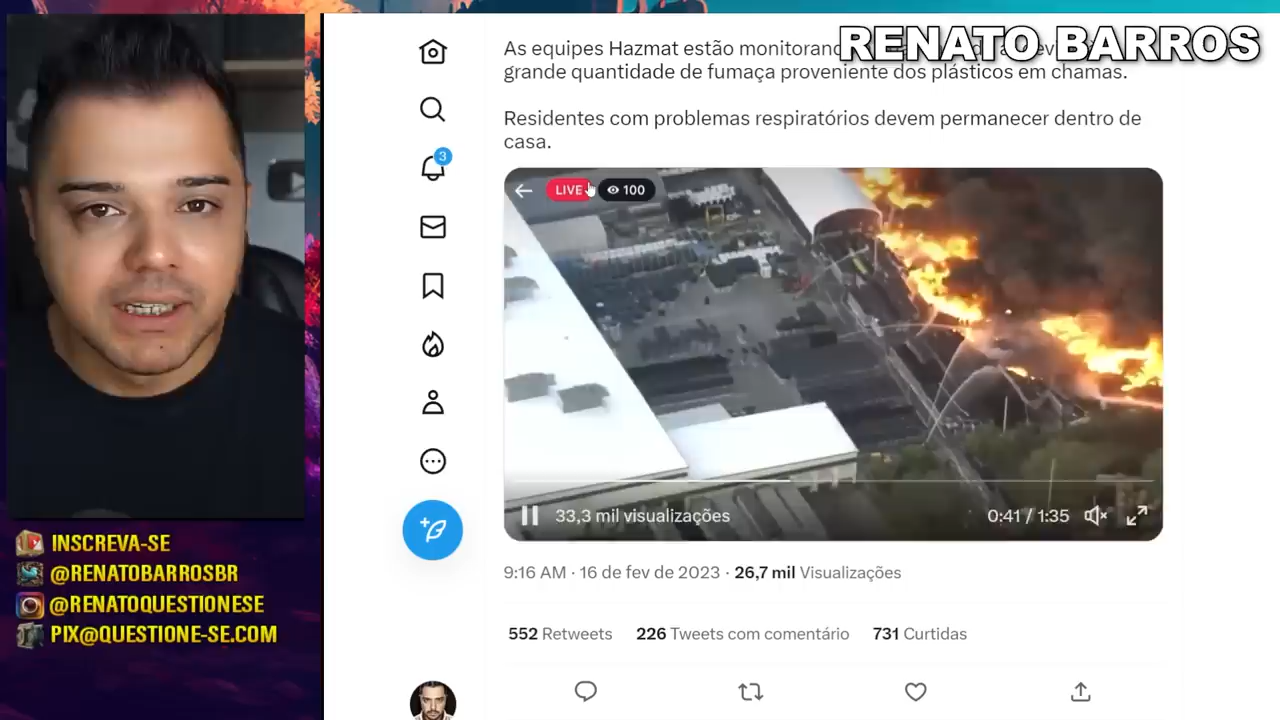 RENATO BARROS
As equipes Hazmat estão
grande quantidade de fumaça proveniente dos plásticos em chamas.
Residentes com problemas respiratórios devem permanecer dentro de
casa.
3
LIVE 100
33,3 mil visualizações
0:41 / 1:35
9:16 AM · 16 de fev de 2023 · 26,7 mil Visualizações
552 Retweets 226 Tweets com comentário 731 Curtidas
INSCREVA-SE
@RENATOBARROSBR
@RENATOQUESTIONESE
PIX@QUESTIONE-SE.COM